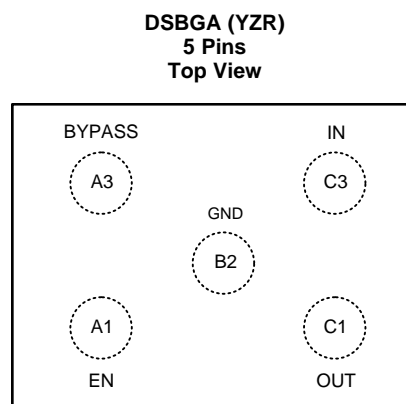 DSBGA (YZR)
5 Pins
Top View
BYPASS IN
A3 C3
GND
B2
A1 C1
EN OUT